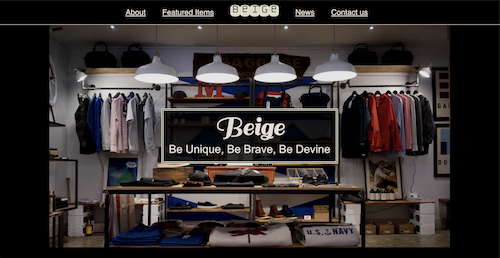 About Featured Items BEIGE News Contact us
Beige
Be Unique, Be Brave, Be Devine
U.S. NAVY